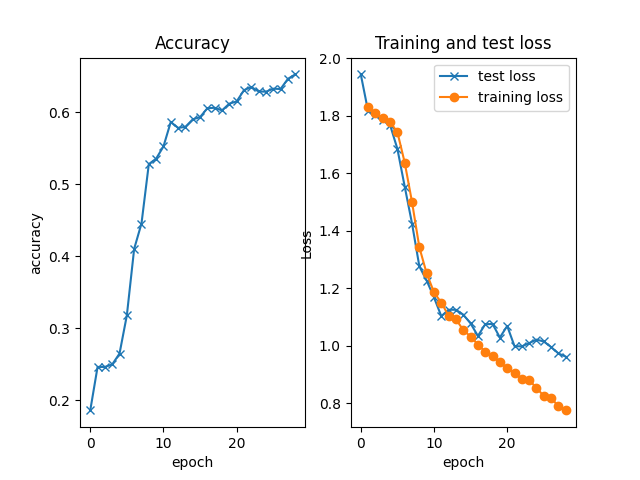 Accuracy
accuracy
0.6
0.5
0.4
0.3
0.2
0
10
20
epoch
Training and test loss
Loss
2.0
1.8
1.6
1.4
1.2
1.0
0.8
test loss
training loss
0
10
20
epoch